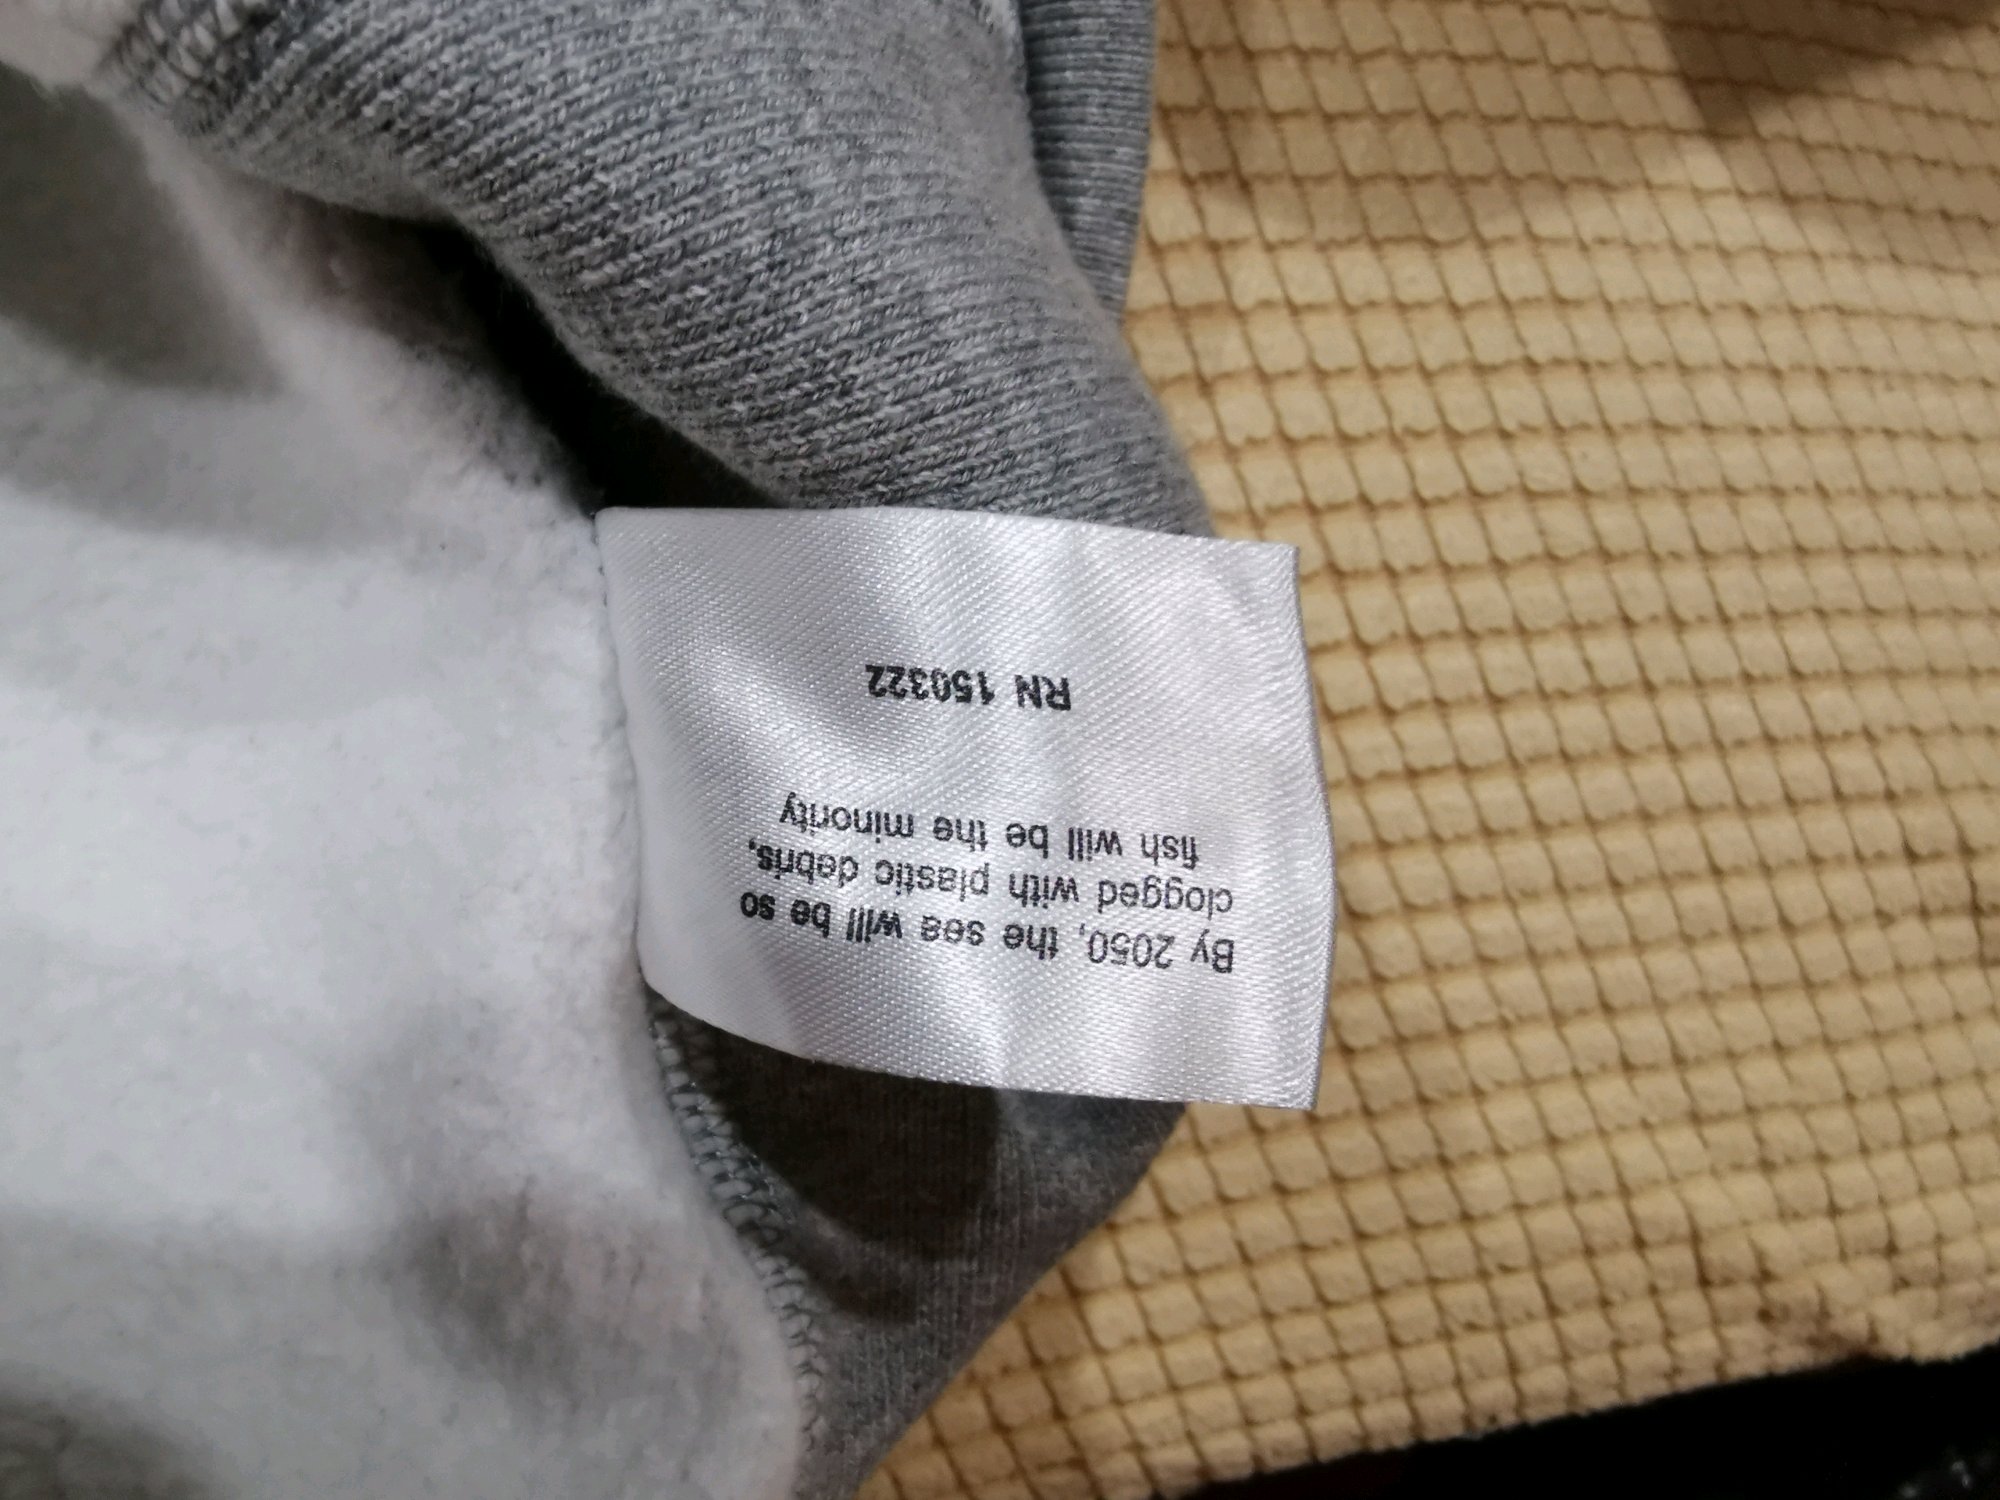 By 2050, the sea will be so
clogged with plastic debris,
fish will be the minority
RN 150322